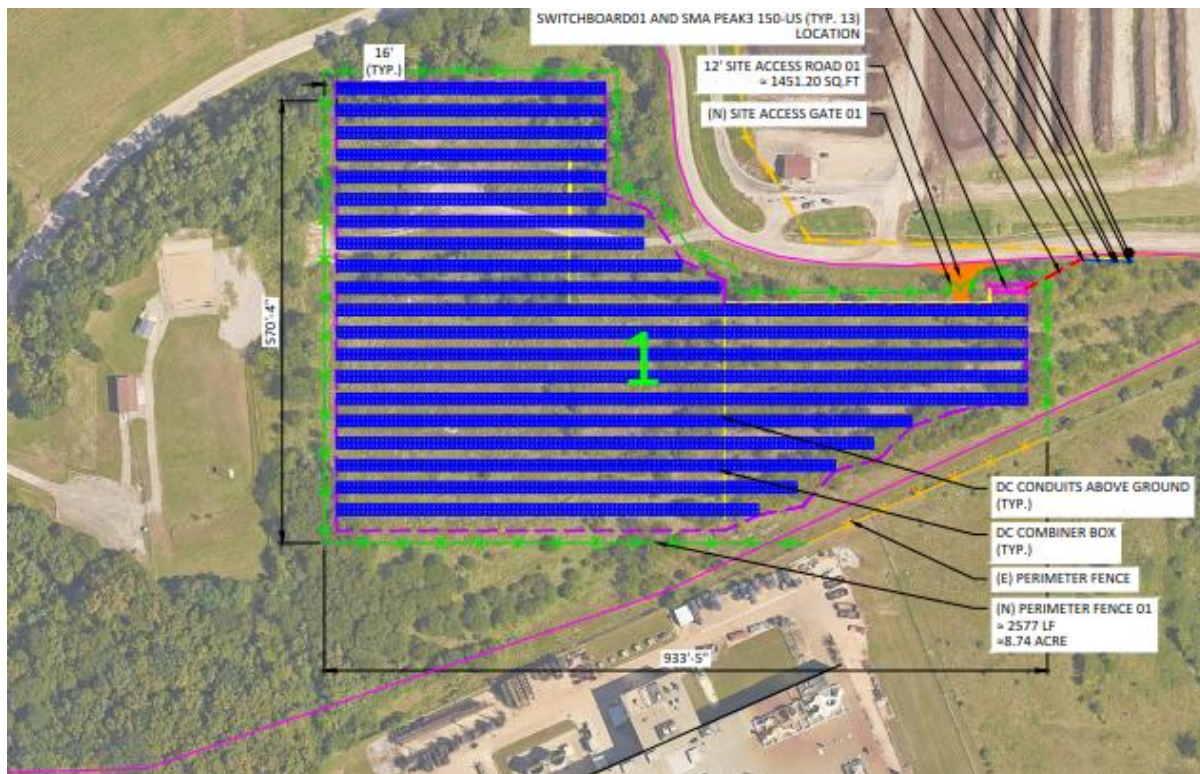 SWITCHBOARD01 AND SMA PEAK3 150-US (TYP. 13)
LOCATION
16'
(TYP.)
12' SITE ACCESS ROAD 01
≈ 1451.20 SQ.FT
(N) SITE ACCESS GATE 01
570'-4"
1
DC CONDUITS ABOVE GROUND
(TYP.)
DC COMBINER BOX
(TYP.)
(E) PERIMETER FENCE
(N) PERIMETER FENCE 01
≈ 2577 LF
≈8.74 ACRE
933'-5"